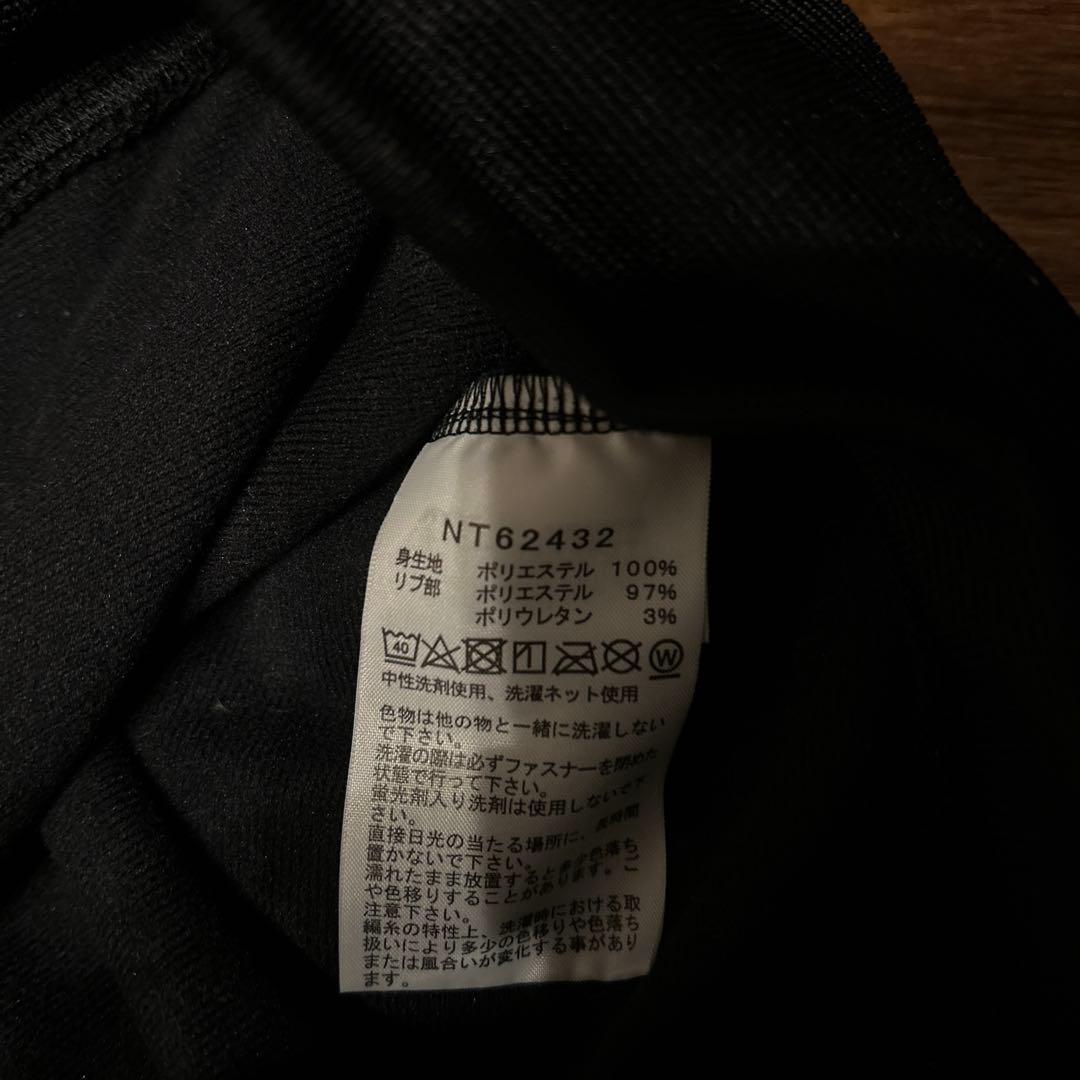 NT62432
身生地 ポリエステル 100%
リブ部 ポリエステル 97%
ポリウレタン 3%
40 W
中性洗剤使用、洗濯ネット使用
色物は他の物と一緒に洗濯しない
で下さい。
洗濯の際は必ずファスナーを閉めた
状態で行って下さい。
蛍光剤入り洗剤は使用しないで下
さい。
直接日光の当たる場所に、長時間
置かないで下さい。
濡れたまま放置すると多少色落ち
や色移りすることがあります。ご
注意下さい。
編糸の特性上、洗濯時における取
扱いにより多少の色移りや色落ち
または風合いが変化する事があり
ます。